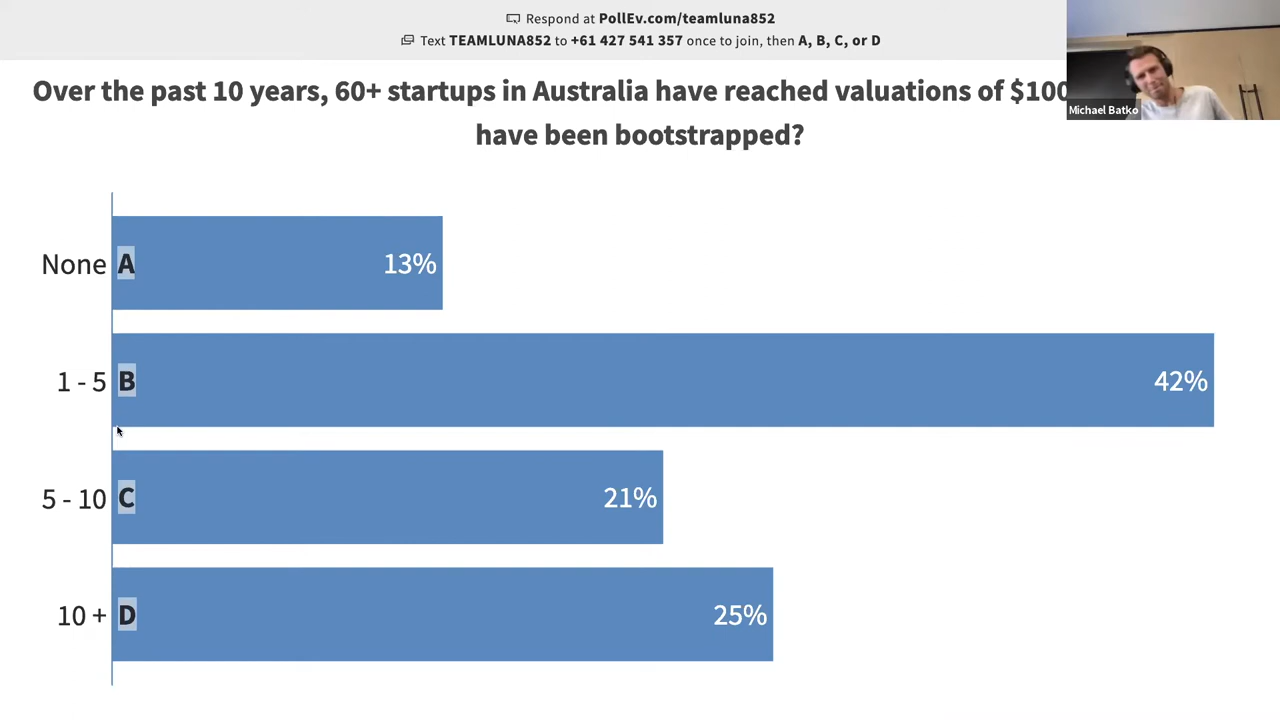 Respond at PollEv.com/teamluna852
Text TEAMLUNA852 to +61 427 541 357 once to join, then A, B, C, or D
Over the past 10 years, 60+ startups in Australia have reached valuations of $100
have been bootstrapped?
Michael Batko
None A 13%
1 - 5 B 42%
5 - 10 C 21%
10 + D 25%